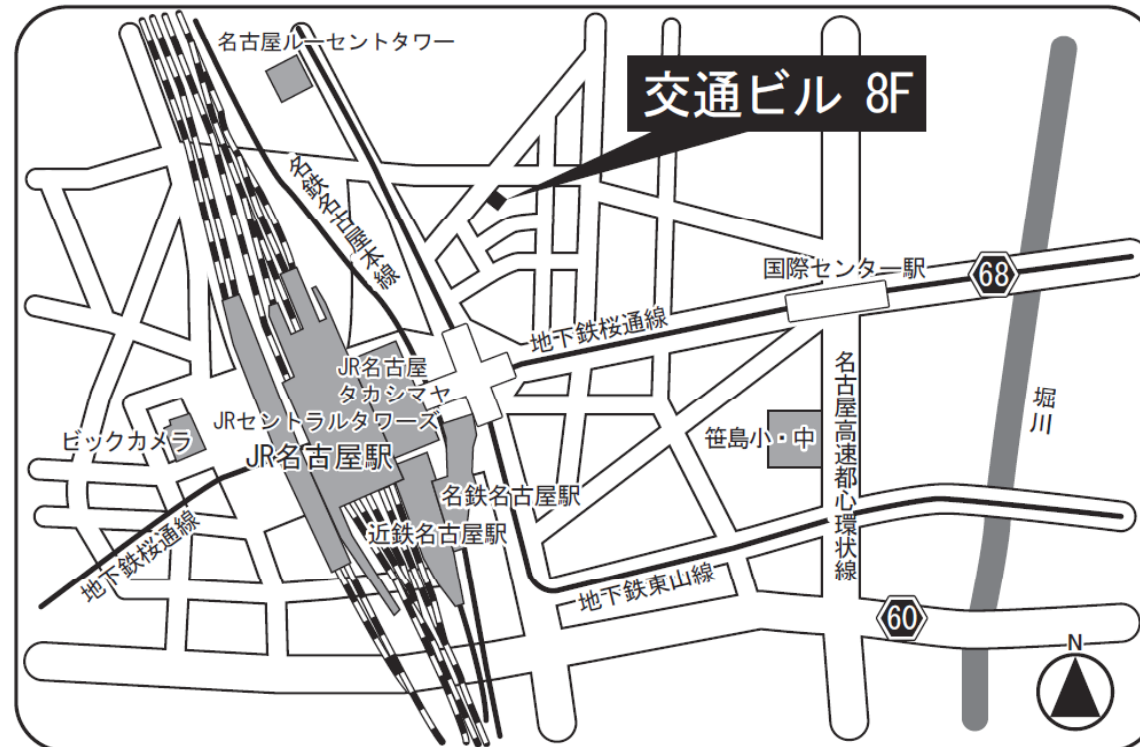 名古屋ルーセントタワー
交通ビル 8F
名鉄名古屋本線
国際センター駅
68
地下鉄桜通線
JR名古屋
タカシマヤ
JRセントラルタワーズ
ビックカメラ
JR名古屋駅
名古屋高速都心環状線
堀川
笹島小・中
名鉄名古屋駅
近鉄名古屋駅
地下鉄桜通線
地下鉄東山線
60
N